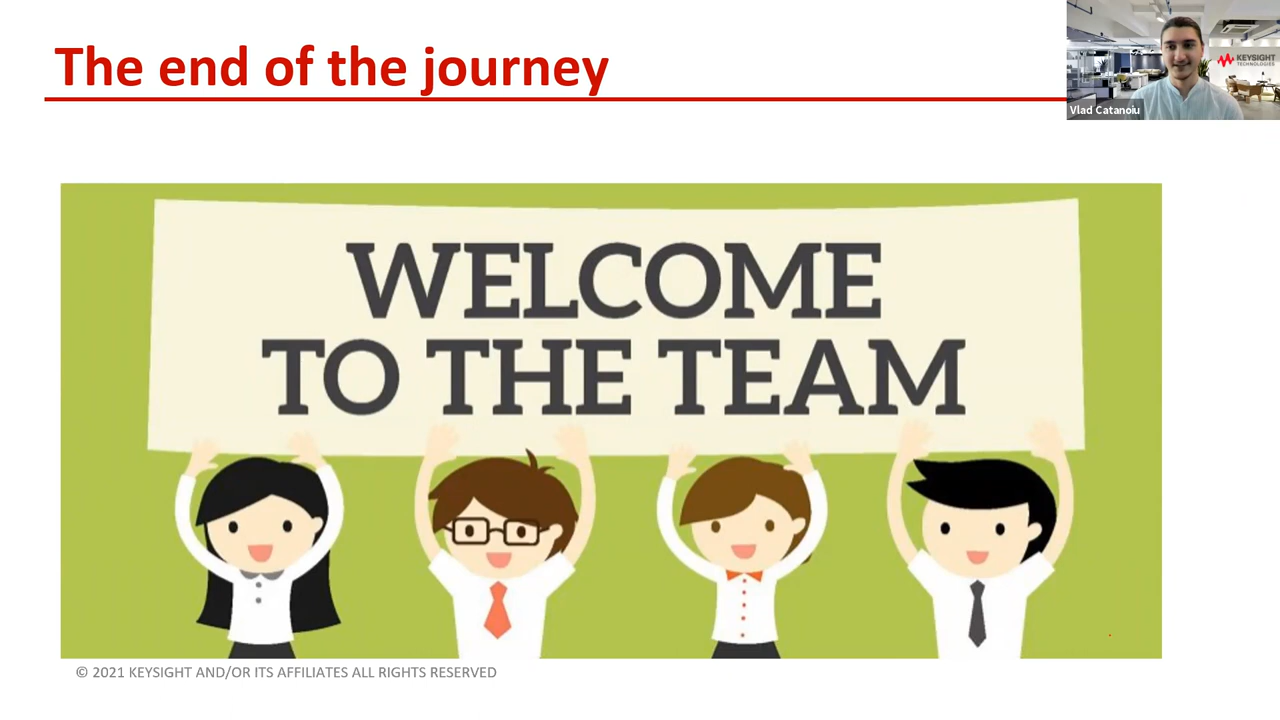 The end of the journey
KEYSIGHT
TECHNOLOGIES
Vlad Catanoiu
WELCOME
TO THE TEAM
© 2021 KEYSIGHT AND/OR ITS AFFILIATES ALL RIGHTS RESERVED